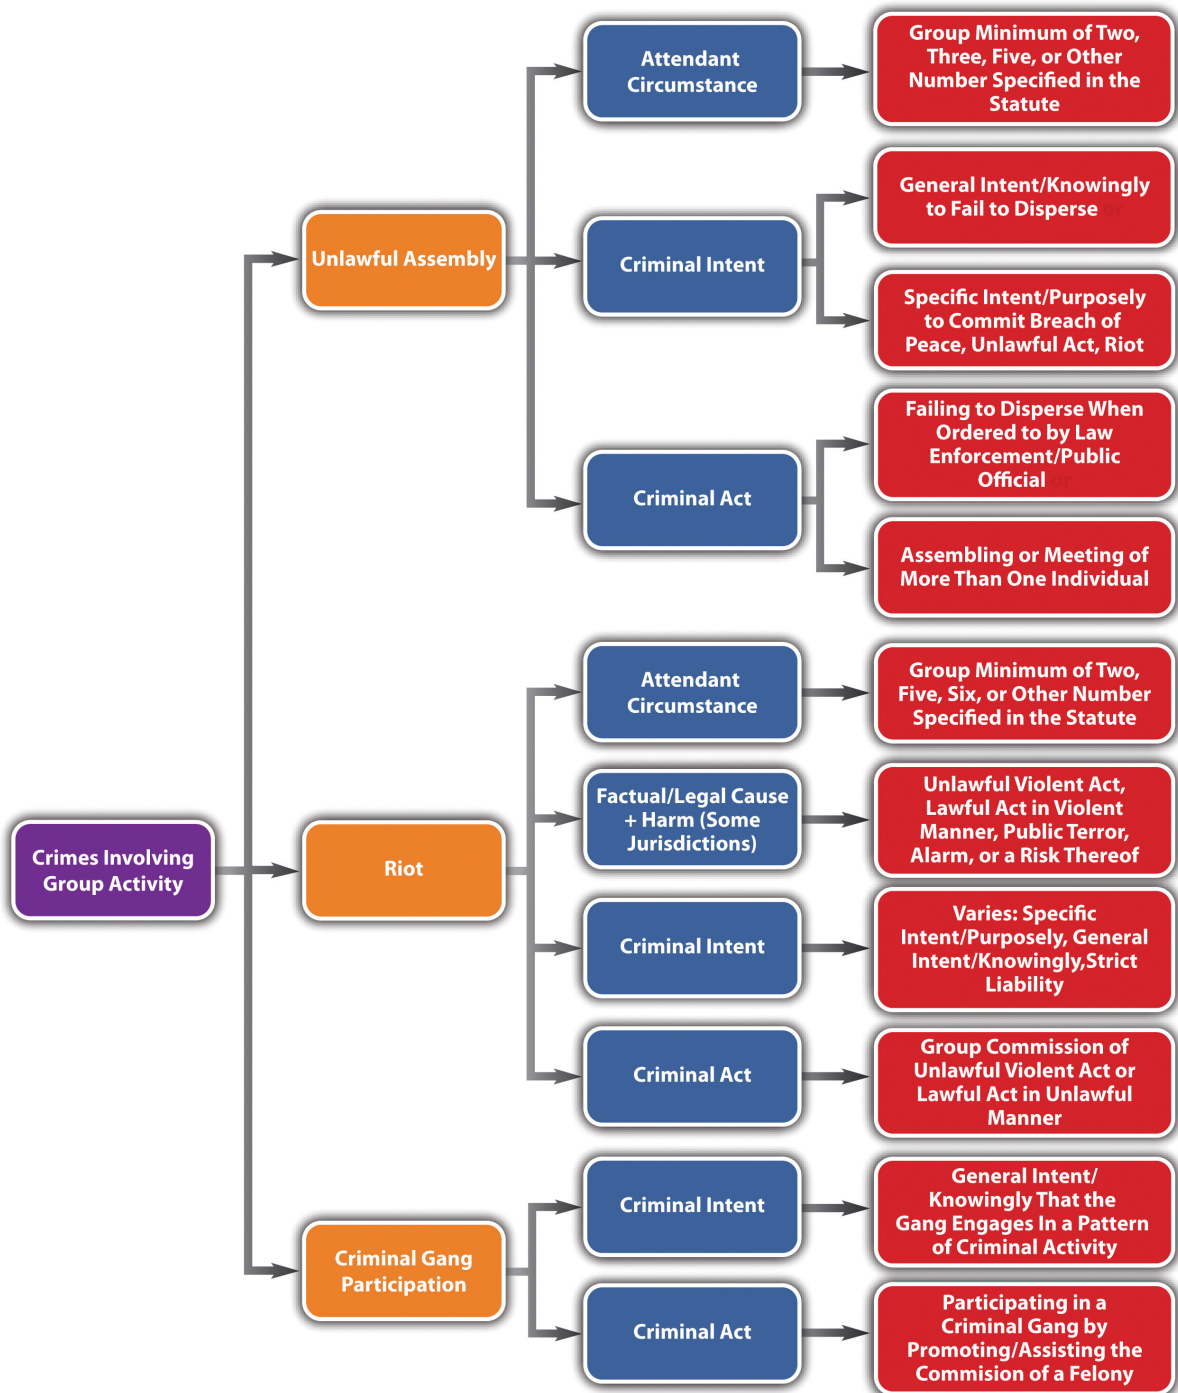 Attendant
Circumstance
Group Minimum of Two,
Three, Five, or Other
Number Specified in the
Statute
Unlawful Assembly
Criminal Intent
General Intent/Knowingly
to Fail to Disperse or
Specific Intent/Purposely
to Commit Breach of
Peace, Unlawful Act, Riot
Criminal Act
Failing to Disperse When
Ordered to by Law
Enforcement/Public
Official or
Assembling or Meeting of
More Than One Individual
Crimes Involving
Group Activity
Riot
Attendant
Circumstance
Group Minimum of Two,
Five, Six, or Other Number
Specified in the Statute
Factual/Legal Cause
+ Harm (Some
Jurisdictions)
Unlawful Violent Act,
Lawful Act in Violent
Manner, Public Terror,
Alarm, or a Risk Thereof
Criminal Intent
Varies: Specific
Intent/Purposely, General
Intent/Knowingly,Strict
Liability
Criminal Act
Group Commission of
Unlawful Violent Act or
Lawful Act in Unlawful
Manner
Criminal Gang
Participation
Criminal Intent
General Intent/
Knowingly That the
Gang Engages In a Pattern
of Criminal Activity
Criminal Act
Participating in a
Criminal Gang by
Promoting/Assisting the
Commision of a Felony